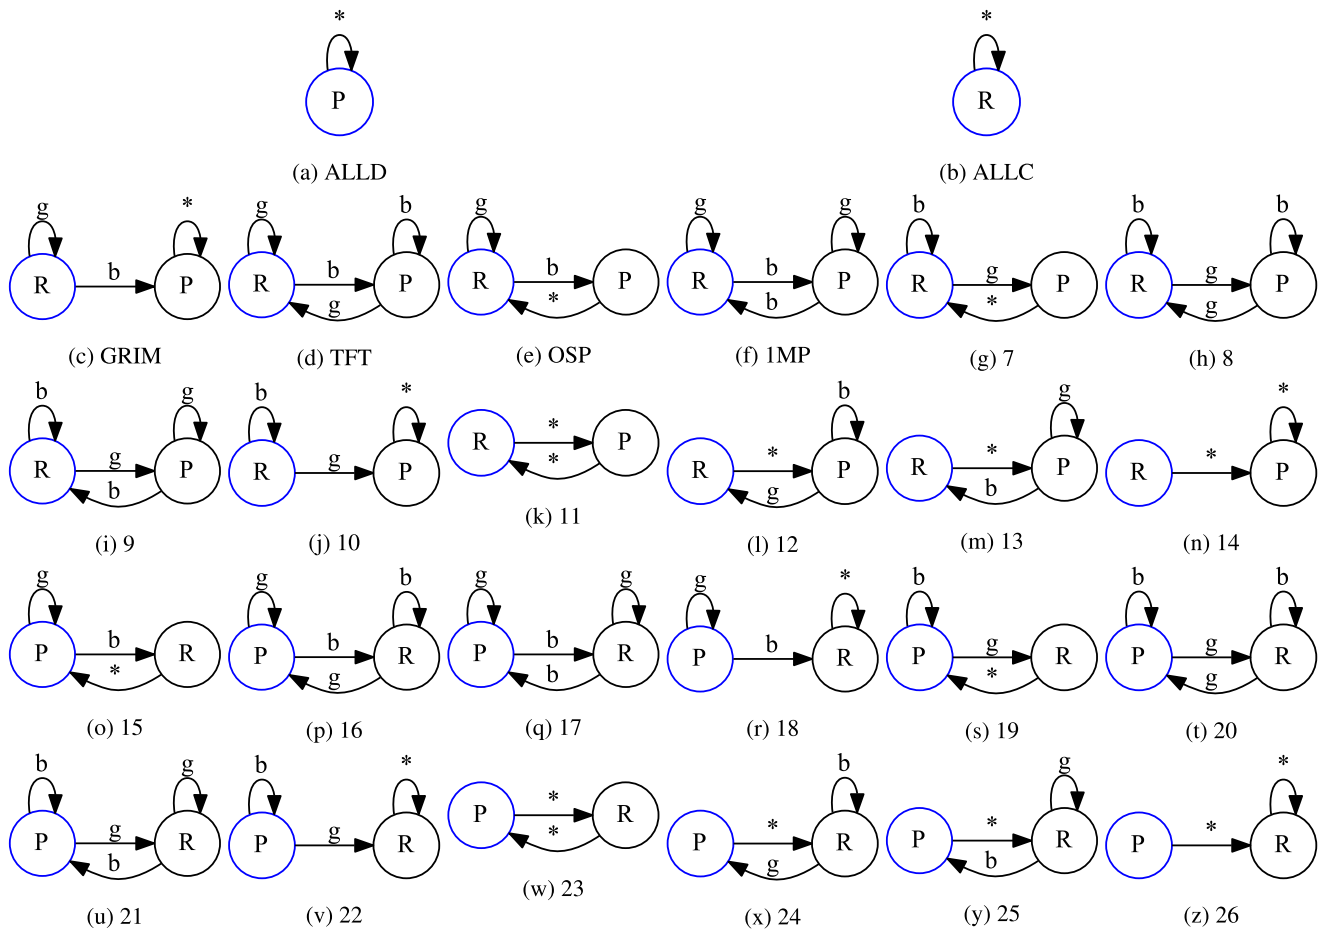 * *
P R
(a) ALLD (b) ALLC
g * g b g g g b b b
R b P R b g P R b * P R b b P R g * P R g g P
(c) GRIM (d) TFT (e) OSP (f) 1MP (g) 7 (h) 8
b g b * b g *
R g b P R g P R * * P R * g P R * b P R * P
(i) 9 (j) 10 (k) 11 (l) 12 (m) 13 (n) 14
g g b g g g * b b b
P b * R P b g R P b b R P b R P g * R P g g R
(o) 15 (p) 16 (q) 17 (r) 18 (s) 19 (t) 20
b g b * b g *
P g b R P g R P * * R P * g R P * b R P * R
(u) 21 (v) 22 (w) 23 (x) 24 (y) 25 (z) 26